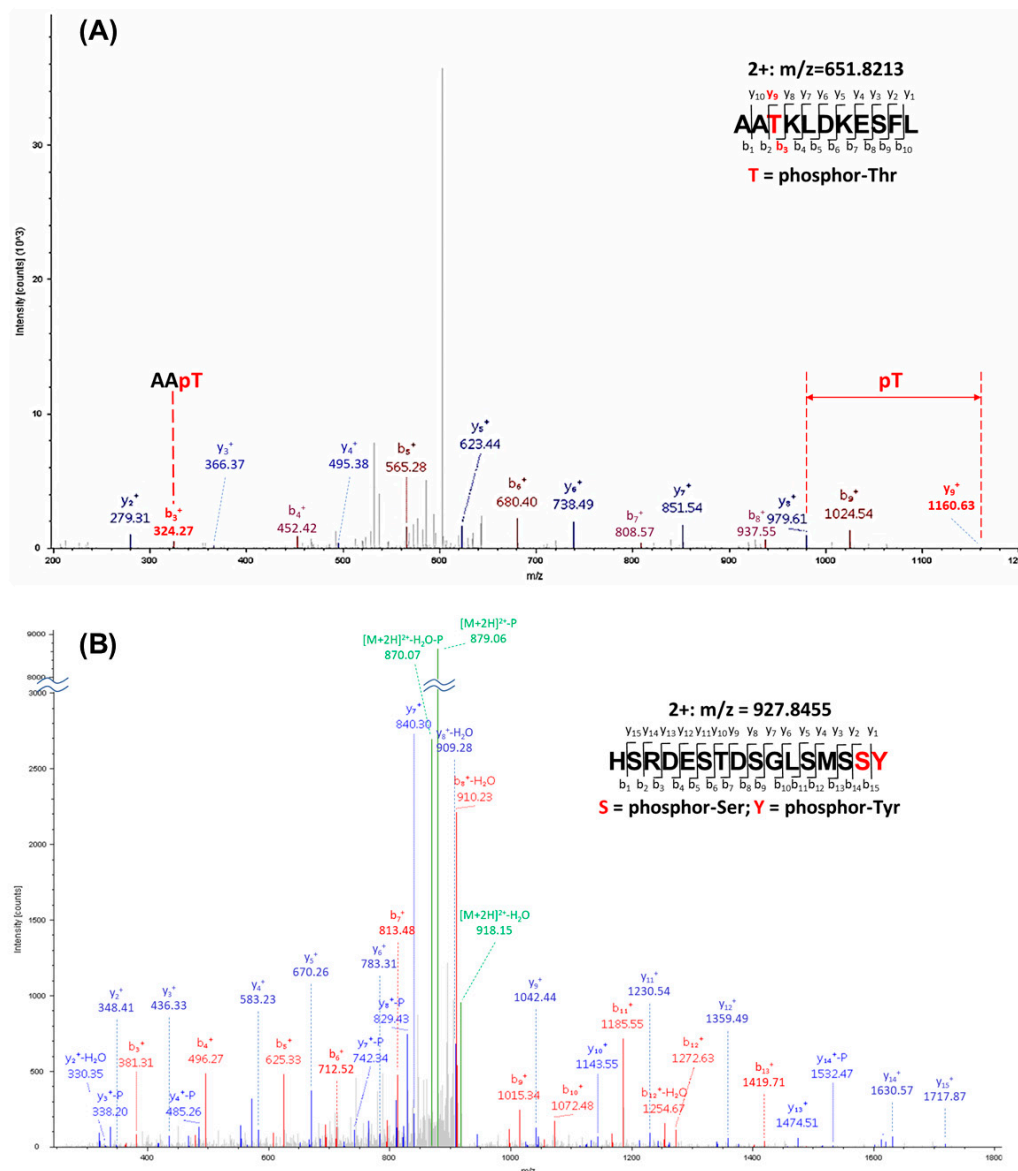 (A)
2+: m/z=651.8213
y10 y9 y8 y7 y6 y5 y4 y3 y2 y1
AATKLDKESFL
b1 b2 b3 b4 b5 b6 b7 b8 b9 b10
T = phosphor-Thr
Intensity [counts] (10^3)
30
20
10
0
AApT
pT
y2+
279.31
b3+
324.27
y3+
366.37
b4+
452.42
y4+
495.38
b5+
565.28
y5+
623.44
b6+
680.40
y6+
738.49
b7+
808.57
y7+
851.54
b8+
937.55
y8+
979.61
b9+
1024.54
y9+
1160.63
200 300 400 500 600 700 800 900 1000 1100 120
m/z
(B)
2+: m/z = 927.8455
y15 y14 y13 y12 y11 y10 y9 y8 y7 y6 y5 y4 y3 y2 y1
HSRDESTDSGLSMSSY
b1 b2 b3 b4 b5 b6 b7 b8 b9 b10 b11 b12 b13 b14 b15
S = phosphor-Ser; Y = phosphor-Tyr
Intensity [counts]
9000
8000
3000
2500
2000
1500
1000
500
0
[M+2H]2+-H2O-P
870.07
[M+2H]2+-P
879.06
y7+
840.30
y8+-H2O
909.28
b8+-H2O
910.23
[M+2H]2+-H2O
918.15
b7+
813.48
y6+
783.31
y5+
670.26
y4+
583.23
y3+
436.33
y2+
348.41
y2+-H2O
330.35
y3+-P
338.20
b3+
381.31
y4+-P
485.26
b4+
496.27
b5+
625.33
b6+
712.52
y7+-P
742.34
y8+-P
829.43
b9+
1015.34
y9+
1042.44
b10+
1072.48
y10+
1143.55
b11+
1185.55
y11+
1230.54
b12+-H2O
1254.67
b12+
1272.63
y12+
1359.49
b13+
1419.71
y13+
1474.51
y14+-P
1532.47
y14+
1630.57
y15+
1717.87
400 600 800 1000 1200 1400 1600 1800
m/z